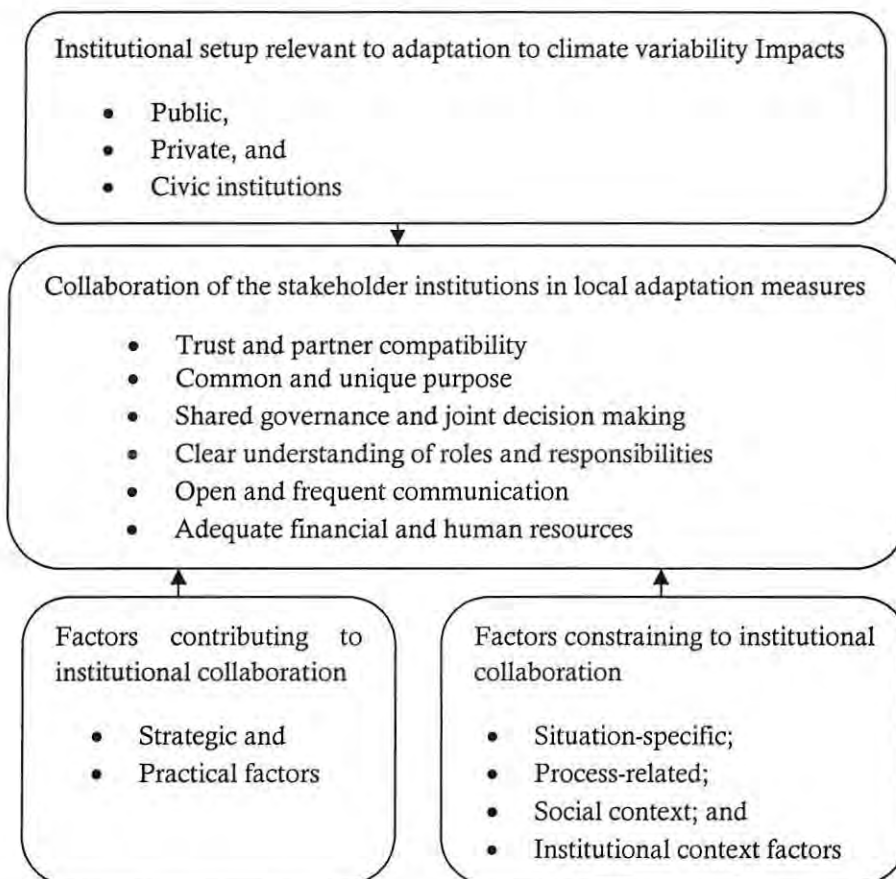 Institutional setup relevant to adaptation to climate variability Impacts
• Public,
• Private, and
• Civic institutions
Collaboration of the stakeholder institutions in local adaptation measures
• Trust and partner compatibility
• Common and unique purpose
• Shared governance and joint decision making
• Clear understanding of roles and responsibilities
• Open and frequent communication
• Adequate financial and human resources
Factors contributing to
institutional collaboration
• Strategic and
• Practical factors
Factors constraining to institutional
collaboration
• Situation-specific;
• Process-related;
• Social context; and
• Institutional context factors